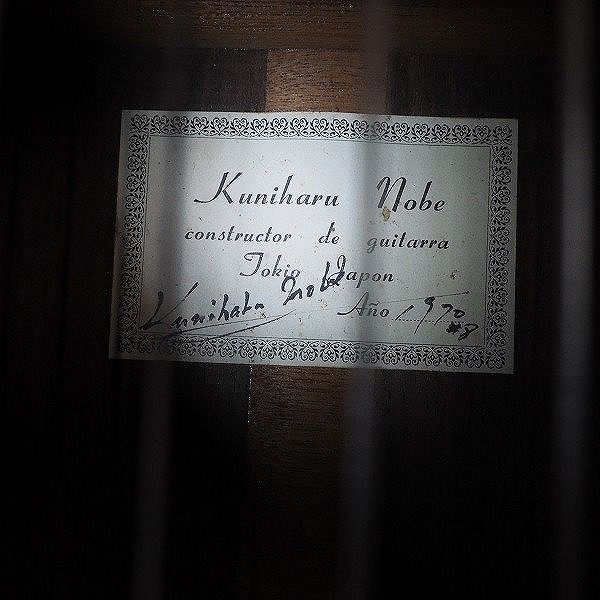 Kuniharu Nobe
constructor de guitarra
Tokio Japon
Kuniharu Nobe
Año 1970
#8